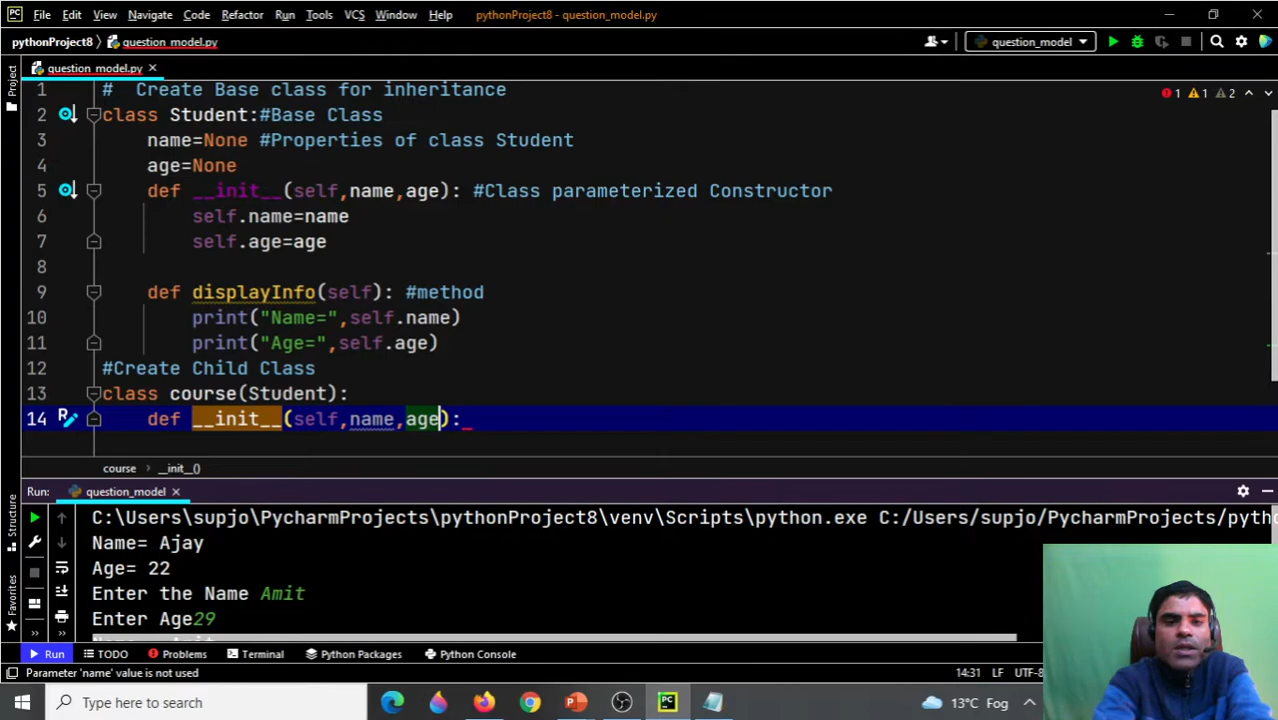 File Edit View Navigate Code Refactor Run Tools VCS Window Help pythonProject8 - question_model.py
pythonProject8 question_model.py question_model
Project
question_model.py
1 # Create Base class for inheritance
1 1 2
2 class Student:#Base Class
3 name=None #Properties of class Student
4 age=None
5 def __init__(self,name,age): #Class parameterized Constructor
6 self.name=name
7 self.age=age
8
9 def displayInfo(self): #method
10 print("Name=",self.name)
11 print("Age=",self.age)
12 #Create Child Class
13 class course(Student):
14 def __init__(self,name,age):
course __init__()
Run: question_model
Structure
Favorites
C:\Users\supjo\PycharmProjects\pythonProject8\venv\Scripts\python.exe C:/Users/supjo/PycharmProjects/pyth
Name= Ajay
Age= 22
Enter the Name Amit
Enter Age29
Run TODO Problems Terminal Python Packages Python Console
Parameter 'name' value is not used 14:31 LF UTF-8
Type here to search 13°C Fog